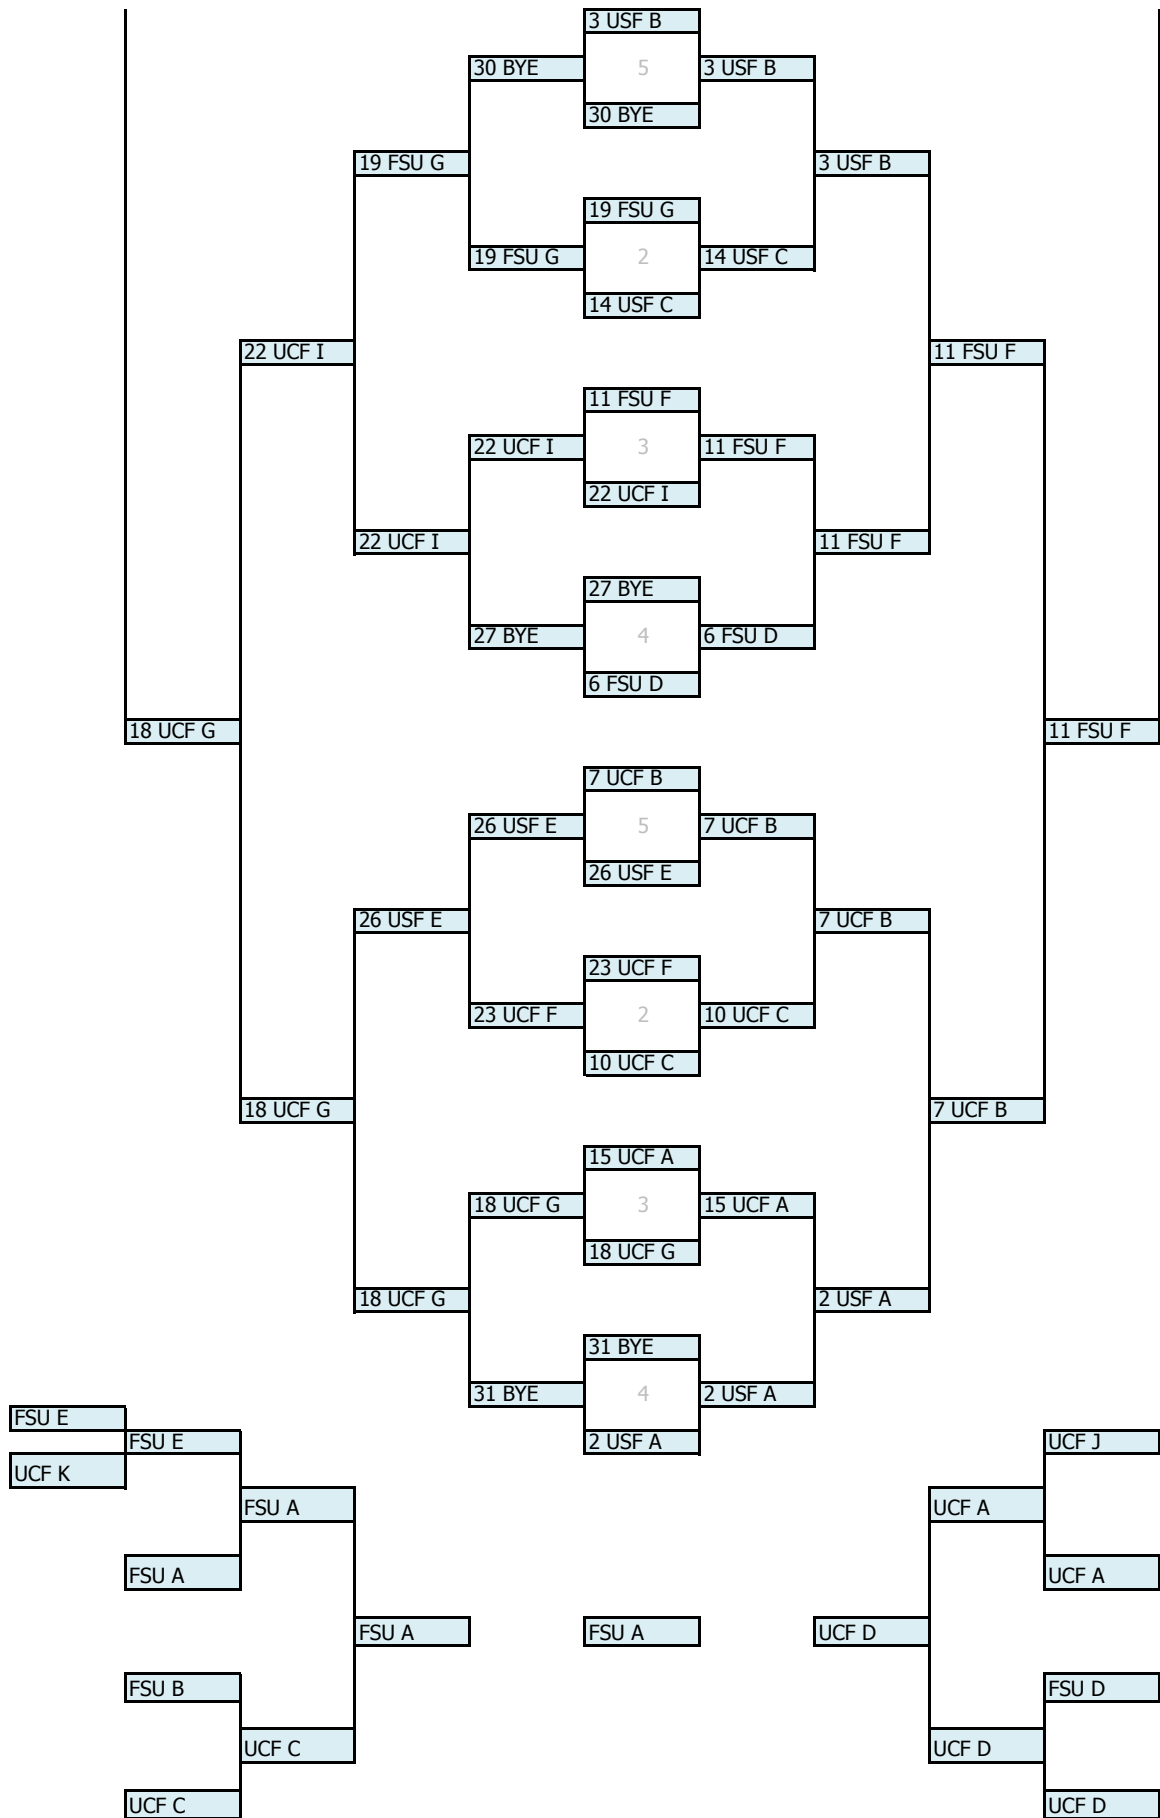 3 USF B
30 BYE 5 3 USF B
30 BYE
19 FSU G 3 USF B
19 FSU G
19 FSU G 2 14 USF C
14 USF C
22 UCF I 11 FSU F
11 FSU F
22 UCF I 3 11 FSU F
22 UCF I
22 UCF I 11 FSU F
27 BYE
27 BYE 4 6 FSU D
6 FSU D
18 UCF G 11 FSU F
7 UCF B
26 USF E 5 7 UCF B
26 USF E
26 USF E 7 UCF B
23 UCF F
23 UCF F 2 10 UCF C
10 UCF C
18 UCF G 7 UCF B
15 UCF A
18 UCF G 3 15 UCF A
18 UCF G
18 UCF G 2 USF A
31 BYE
31 BYE 4 2 USF A
FSU E
FSU E 2 USF A UCF J
UCF K
FSU A UCF A
FSU A UCF A
FSU A FSU A UCF D
FSU B FSU D
UCF C UCF D
UCF C UCF D